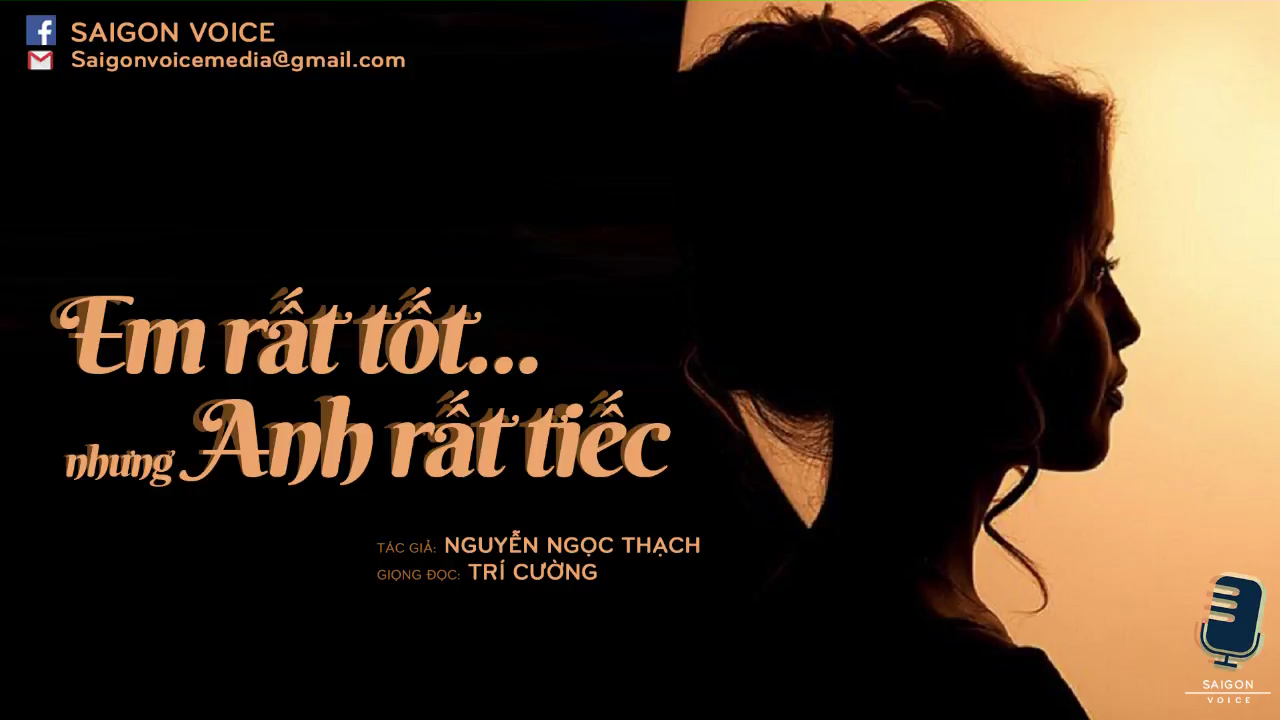 SAIGON VOICE
Saigonvoicemedia@gmail.com
Em rất tốt...
nhưng Anh rất tiếc
TÁC GIẢ: NGUYỄN NGỌC THẠCH
GIỌNG ĐỌC: TRÍ CƯỜNG
SAIGON
VOICE